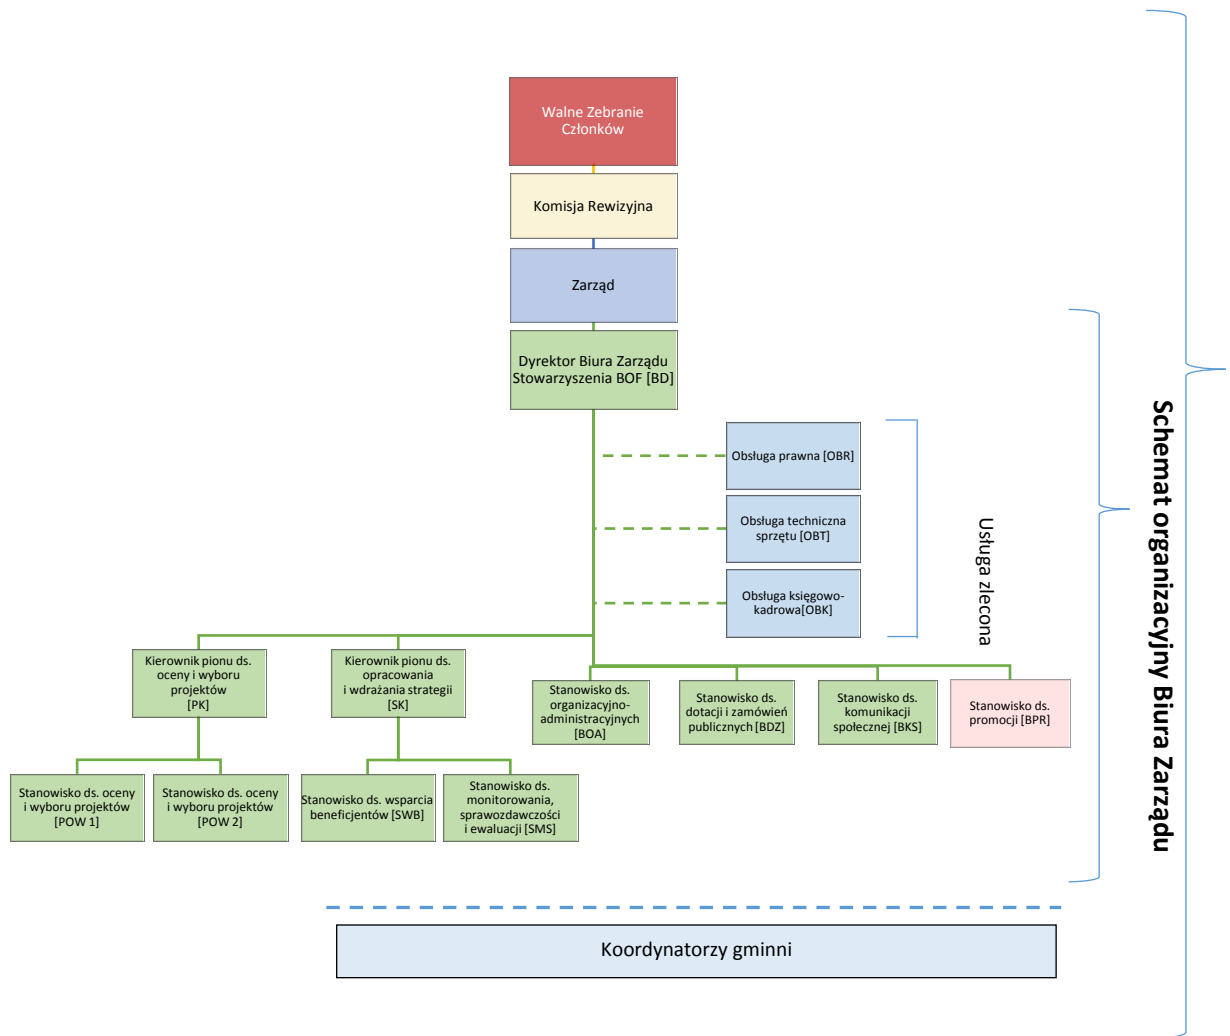 Walne Zebranie
Członków
Komisja Rewizyjna
Zarząd
Dyrektor Biura Zarządu
Stowarzyszenia BOF [BD]
Obsługa prawna [OBR]
Obsługa techniczna
sprzętu [OBT]
Obsługa księgowo-
kadrowa[OBK]
Usługa zlecona
Schemat organizacyjny Biura Zarządu
Kierownik pionu ds.
oceny i wyboru
projektów
[PK]
Kierownik pionu ds.
opracowania
i wdrażania strategii
[SK]
Stanowisko ds.
organizacyjno-
administracyjnych
[BOA]
Stanowisko ds.
dotacji i zamówień
publicznych [BDZ]
Stanowisko ds.
komunikacji
społecznej [BKS]
Stanowisko ds.
promocji [BPR]
Stanowisko ds. oceny
i wyboru projektów
[POW 1]
Stanowisko ds. oceny
i wyboru projektów
[POW 2]
Stanowisko ds. wsparcia
beneficjentów [SWB]
Stanowisko ds.
monitorowania,
sprawozdawczości
i ewaluacji [SMS]
Koordynatorzy gminni